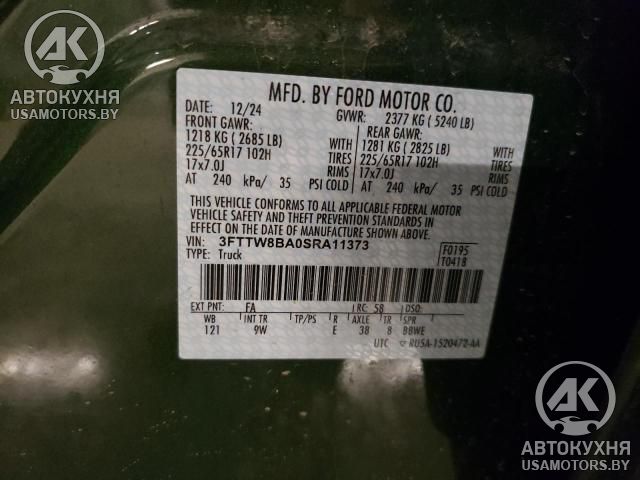 AK
АВТОКУХНЯ
USAMOTORS.BY
MFD. BY FORD MOTOR CO.
DATE: 12/24 GVWR: 2377 KG ( 5240 LB)
FRONT GAWR: REAR GAWR:
1218 KG ( 2685 LB) 1281 KG ( 2825 LB)
225/65R17 102H TIRES 225/65R17 102H TIRES
17x7.0J RIMS 17x7.0J RIMS
AT 240 kPa/ 35 PSI COLD AT 240 kPa/ 35 PSI COLD
THIS VEHICLE CONFORMS TO ALL APPLICABLE FEDERAL MOTOR
VEHICLE SAFETY AND THEFT PREVENTION STANDARDS IN
EFFECT ON THE DATE OF MANUFACTURE SHOWN ABOVE.
VIN: 3FTTW8BA0SRA11373 F0195
TYPE: Truck T0418
EXT PNT: FA RC: 58 DSO:
WB INT TR TP/PS R AXLE TR SPR
121 9W E 38 8 BBWE
UTC ▽ RU5A-1520472-AA
AK
АВТОКУХНЯ
USAMOTORS.BY